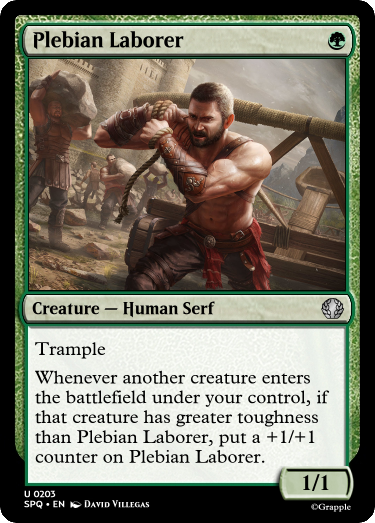 Plebian Laborer
Creature — Human Serf
Trample
Whenever another creature enters
the battlefield under your control, if
that creature has greater toughness
than Plebian Laborer, put a +1/+1
counter on Plebian Laborer.
1/1
U 0203
SPQ • EN DAVID VILLEGAS
©Grapple